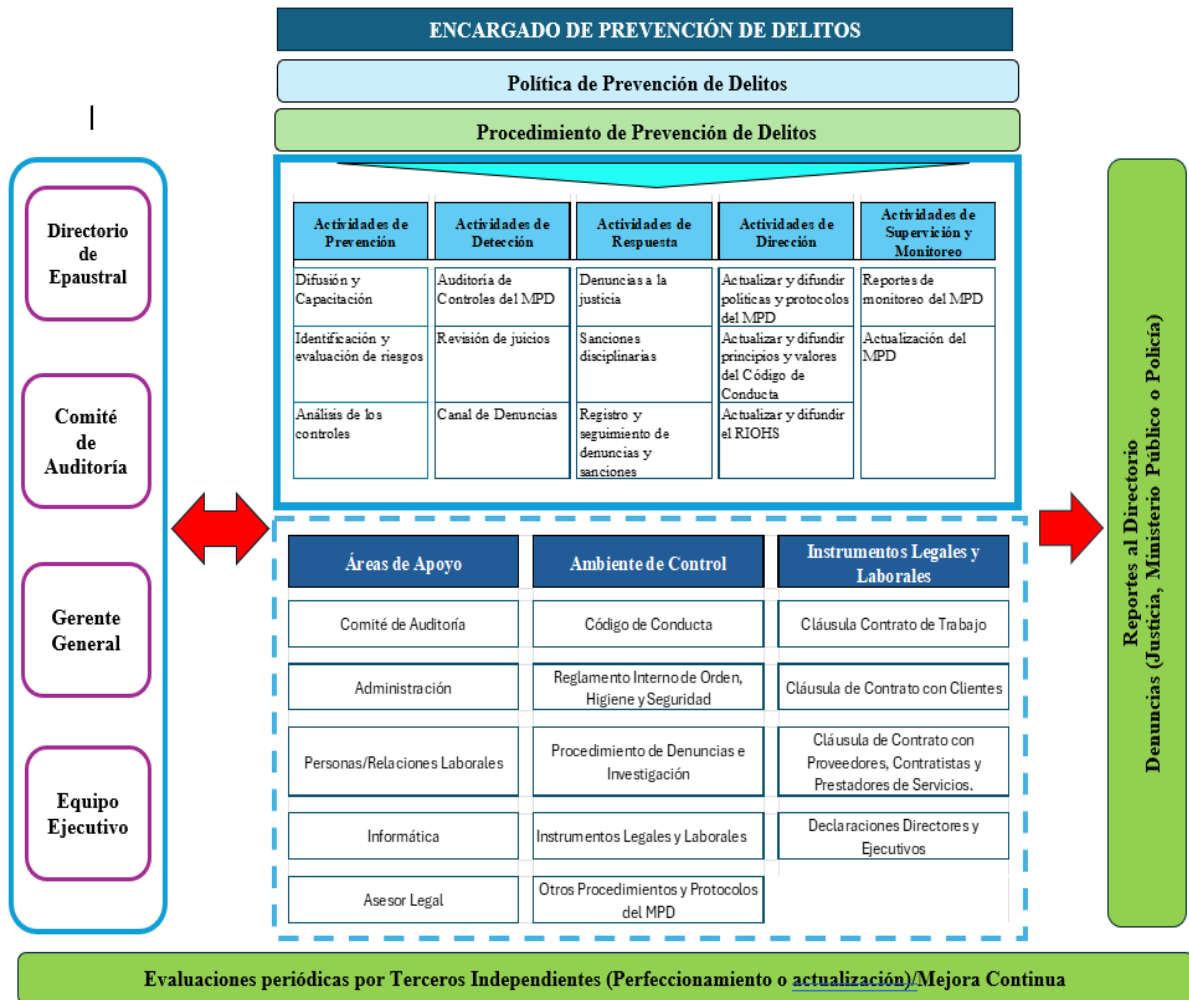 ENCARGADO DE PREVENCIÓN DE DELITOS
Política de Prevención de Delitos
Procedimiento de Prevención de Delitos
Directorio
de
Epaustral
Comité
de
Auditoría
Gerente
General
Equipo
Ejecutivo
Actividades de
Prevención
Difusión y
Capacitación
Identificación y
evaluación de riesgos
Análisis de los
controles
Actividades de
Detección
Auditoría de
Controles del MPD
Revisión de juicios
Canal de Denuncias
Actividades de
Respuesta
Denuncias a la
justicia
Sanciones
disciplinarias
Registro y
seguimiento de
denuncias y
sanciones
Actividades de
Dirección
Actualizar y difundir
políticas y protocolos
del MPD
Actualizar y difundir
principios y valores
del Código de
Conducta
Actualizar y difundir
el RIOHS
Actividades de
Supervición y
Monitoreo
Reportes de
monitoreo del MPD
Actualización del
MPD
Áreas de Apoyo
Comité de Auditoría
Administración
Personas/Relaciones Laborales
Informática
Asesor Legal
Ambiente de Control
Código de Conducta
Reglamento Interno de Orden,
Higiene y Seguridad
Procedimiento de Denuncias e
Investigación
Instrumentos Legales y Laborales
Otros Procedimientos y Protocolos
del MPD
Instrumentos Legales y
Laborales
Cláusula Contrato de Trabajo
Cláusula de Contrato con Clientes
Cláusula de Contrato con
Proveedores, Contratistas y
Prestadores de Servicios.
Declaraciones Directores y
Ejecutivos
Reportes al Directorio
Denuncias (Justicia, Ministerio Público o Policía)
Evaluaciones periódicas por Terceros Independientes (Perfeccionamiento o actualización)/Mejora Continua